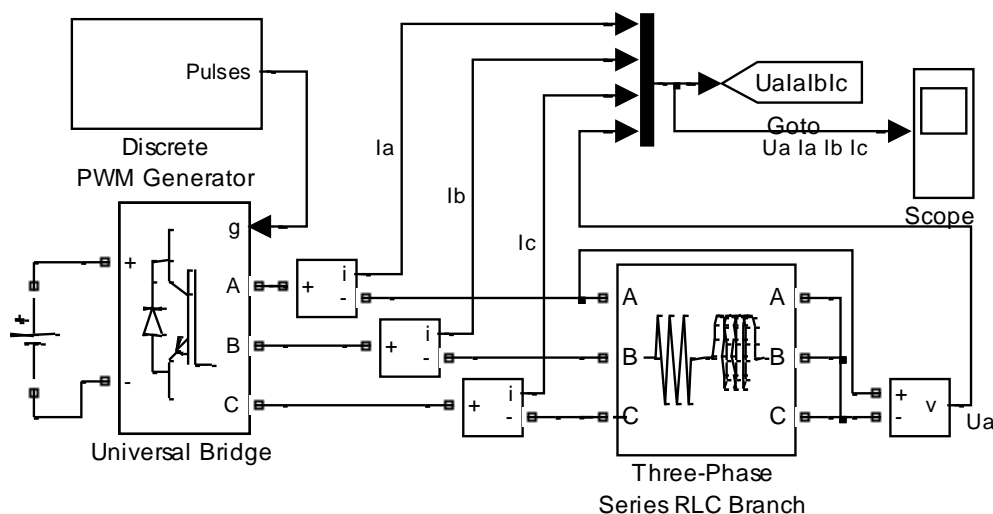 Pulses
Discrete
PWM Generator
Ia
Ib
Ic
UaIaIbIc
Goto
Ua Ia Ib Ic
Scope
g
+
-
A
B
C
Universal Bridge
+
+
i
-
+
i
-
+
i
-
A
B
C
A
B
C
Three-Phase
Series RLC Branch
+
-
v
Ua